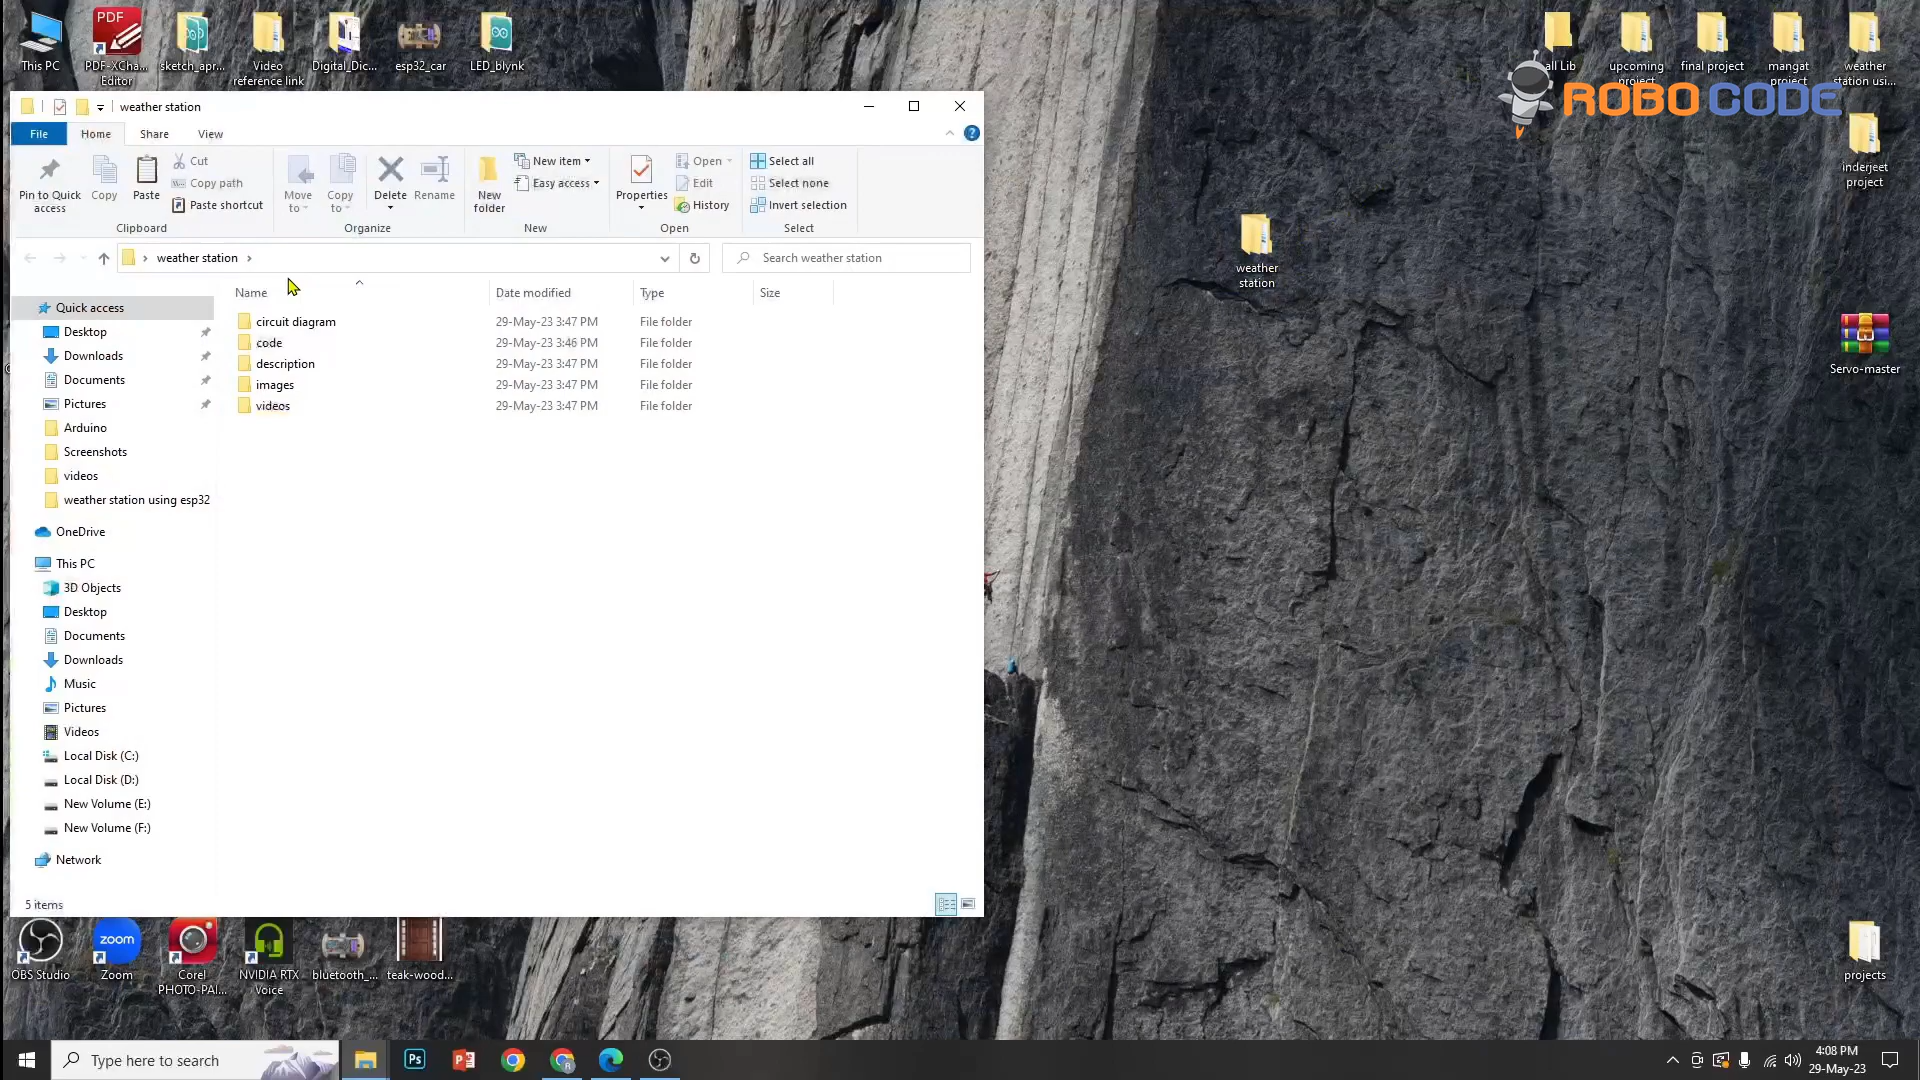 This PC
PDF-XCha...
Editor
sketch_apr...
Video
reference link
Digital_Dic...
esp32_car
LED_blynk
all Lib
upcoming
project
final project
mangat
project
weather
station usi...
ROBO CODE
weather station
File
Home
Share
View
Pin to Quick
access
Copy
Paste
Cut
Copy path
Paste shortcut
Clipboard
Move
to
Copy
to
Delete
Rename
Organize
New
folder
New item
Easy access
New
Properties
Open
Edit
History
Open
Select all
Select none
Invert selection
Select
weather station
Search weather station
Name
Date modified
Type
Size
circuit diagram 29-May-23 3:47 PM File folder
code 29-May-23 3:46 PM File folder
description 29-May-23 3:47 PM File folder
images 29-May-23 3:47 PM File folder
videos 29-May-23 3:47 PM File folder
Quick access
Desktop
Downloads
Documents
Pictures
Arduino
Screenshots
videos
weather station using esp32
OneDrive
This PC
3D Objects
Desktop
Documents
Downloads
Music
Pictures
Videos
Local Disk (C:)
Local Disk (D:)
New Volume (E:)
New Volume (F:)
Network
5 items
inderjeet
project
weather
station
Servo-master
projects
OBS Studio
zoom
Zoom
Corel
PHOTO-PAI...
NVIDIA RTX
Voice
bluetooth_...
teak-wood...
Type here to search
Ps
4:08 PM
29-May-23